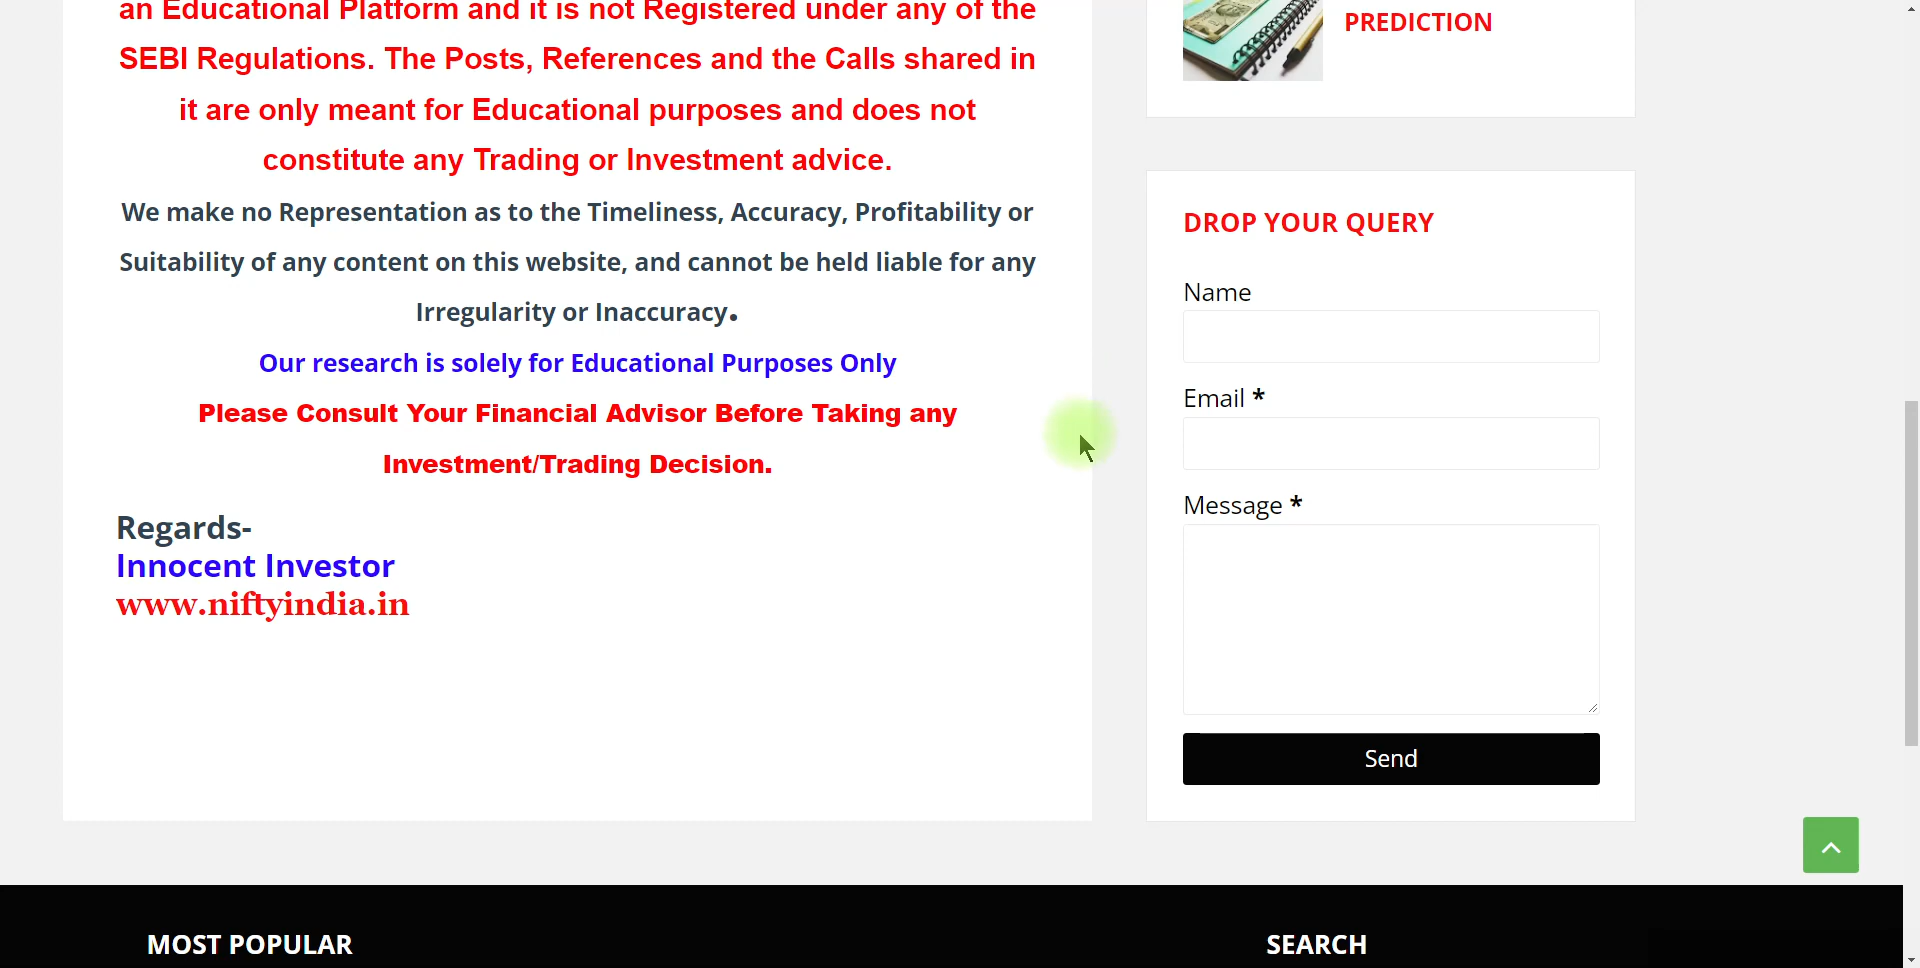 an Educational Platform and it is not Registered under any of the
SEBI Regulations. The Posts, References and the Calls shared in
it are only meant for Educational purposes and does not
constitute any Trading or Investment advice.
We make no Representation as to the Timeliness, Accuracy, Profitability or
Suitability of any content on this website, and cannot be held liable for any
Irregularity or Inaccuracy.
Our research is solely for Educational Purposes Only
Please Consult Your Financial Advisor Before Taking any
Investment/Trading Decision.
Regards-
Innocent Investor
www.niftyindia.in
PREDICTION
DROP YOUR QUERY
Name
Email *
Message *
Send
MOST POPULAR
SEARCH